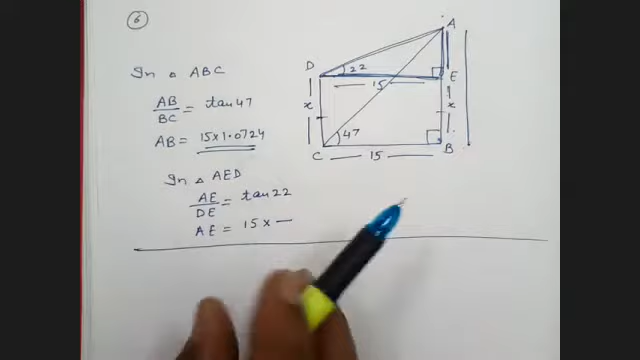 6
In △ ABC
AB/BC = tan 47
AB = 15×1.0724
In △ AED
AE/DE = tan 22
AE = 15 × —
A
D
22
E
15
x
x
47
C
15
B